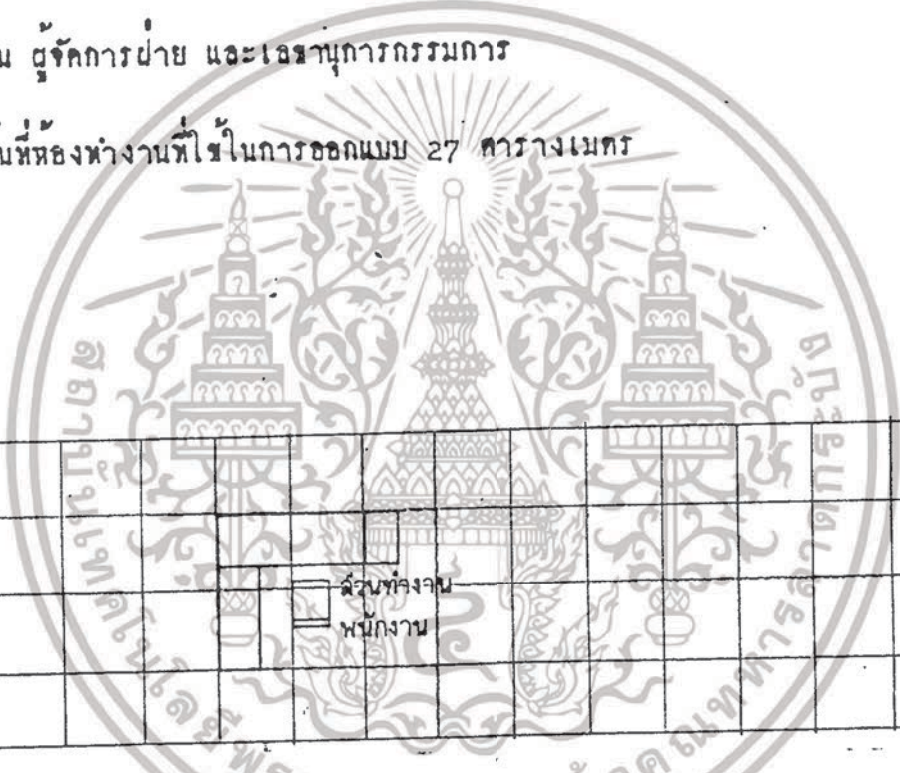 น ผู้จัดการฝ่าย และเลขานุการกรรมการ
นที่ห้องทำงานที่ใช้ในการออกแบบ 27 ตารางเมตร
ส่วนทำงาน
พนักงาน